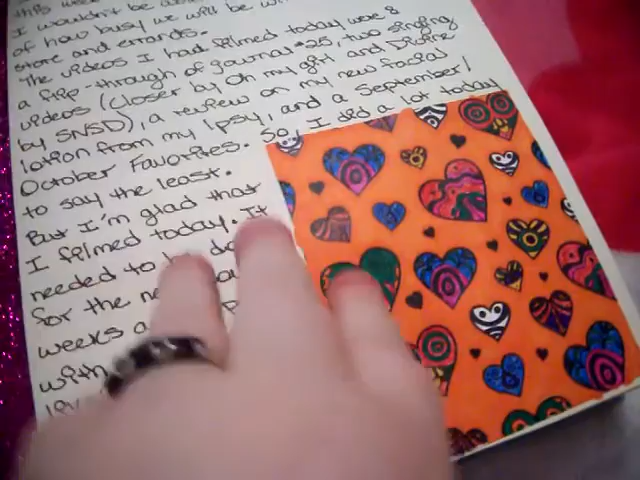 this week
I wouldn't be
of how busy we will be
store and errands.
The videos I had filmed today were 8
a flip-through of journal #25, two singing
videos (Closer by Oh my girl and Divine
by SNSD), a review on my new facial
lotion from my Ipsy, and a September/
October Favorites. So, I did a lot today
to say the least.
But I'm glad that
I filmed today. It
needed to
for the
weeks
with